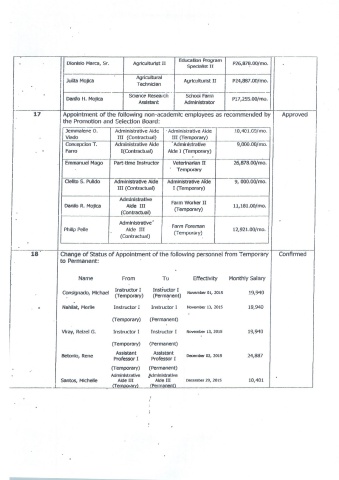 Dionisio Marca, Sr. Agriculturist II Education Program Specialist II P26,878.00/mo.
Julita Mojica Agricultural Technician Agriculturist II P24,887.00/mo.
Danilo H. Mojica Science Research Assistant School Farm Administrator P17,255.00/mo.
17 Appointment of the following non-academic employees as recommended by the Promotion and Selection Board: Approved
Jemmalene G. Viado Administrative Aide III (Contractual) Administrative Aide III (Temporary) 10,401.00/mo.
Concepcion T. Farro Administrative Aide I(Contractual) Administrative Aide I (Temporary) 9,000.00/mo.
Emmanuel Mago Part-time Instructor Veterinarian II Temporary 26,878.00/mo.
Clelito S. Pulido Administrative Aide III (Contractual) Administrative Aide I (Temporary) 9,000.00/mo.
Danilo R. Mojica Administrative Aide III (Contractual) Farm Worker II (Temporary) 11,181.00/mo.
Philip Pelle Administrative Aide III (Contractual) Farm Foreman (Temporary) 12,921.00/mo.
18 Change of Status of Appointment of the following personnel from Temporary to Permanent: Confirmed
Name From To Effectivity Monthly Salary
Consigrado, Michael Instructor I (Temporary) Instructor I (Permanent) November 01, 2015 19,940
Merlie Instructor I (Temporary) Instructor I (Permanent) November 13, 2015 19,940
Viray, Instructor I (Temporary) Instructor I (Permanent) November 13, 2015 19,940
Betonio, Rene Assistant Professor I (Temporary) Assistant Professor I (Permanent) December 02, 2015 24,887
Santos, Michelle Administrative Aide III (Temporary) Administrative Aide III (Permanent) December 29, 2015 10,401